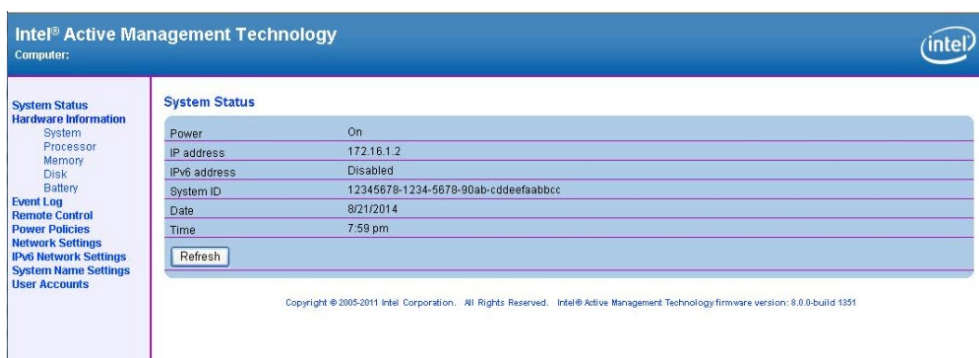 Intel® Active Management Technology
Computer:
intel
System Status
Hardware Information
System
Processor
Memory
Disk
Battery
Event Log
Remote Control
Power Policies
Network Settings
IPv6 Network Settings
System Name Settings
User Accounts
System Status
Power On
IP address 172.16.1.2
IPv6 address Disabled
System ID 12345678-1234-5678-90ab-cddeefaabbcc
Date 8/21/2014
Time 7:59 pm
Refresh
Copyright © 2005-2011 Intel Corporation. All Rights Reserved. Intel® Active Management Technology firmware version: 8.0.0-build 1351